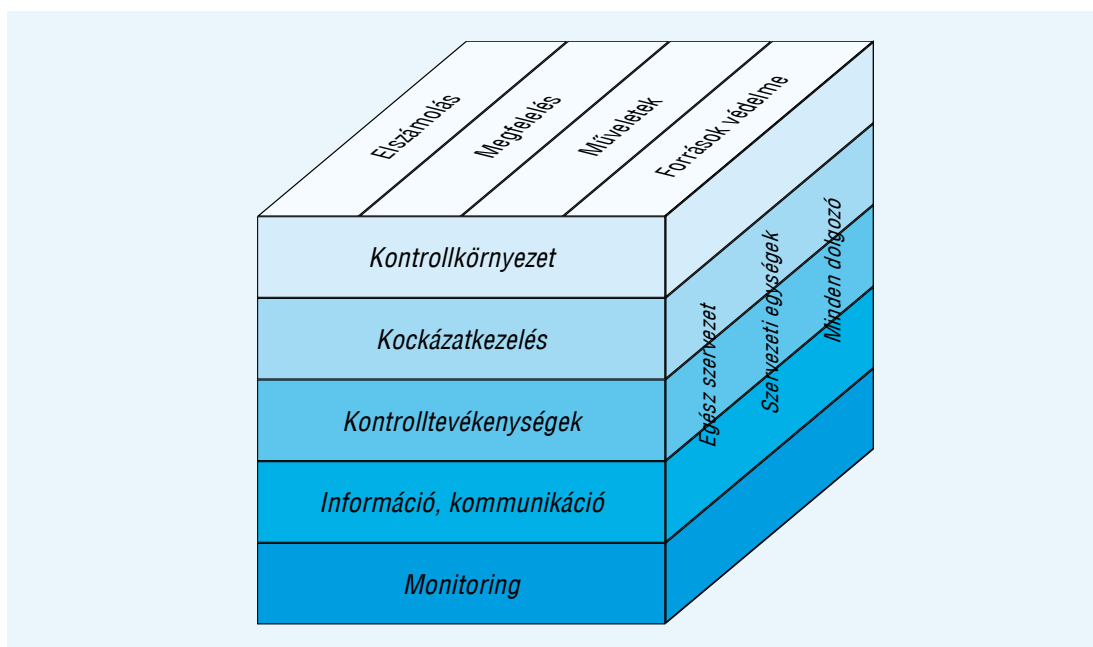 Elszámolás
Megfelelés
Műveletek
Források védelme
Kontrollkörnyezet
Kockázatkezelés
Kontrolltevékenységek
Információ, kommunikáció
Monitoring
Egész szervezet
Szervezeti egységek
Minden dolgozó